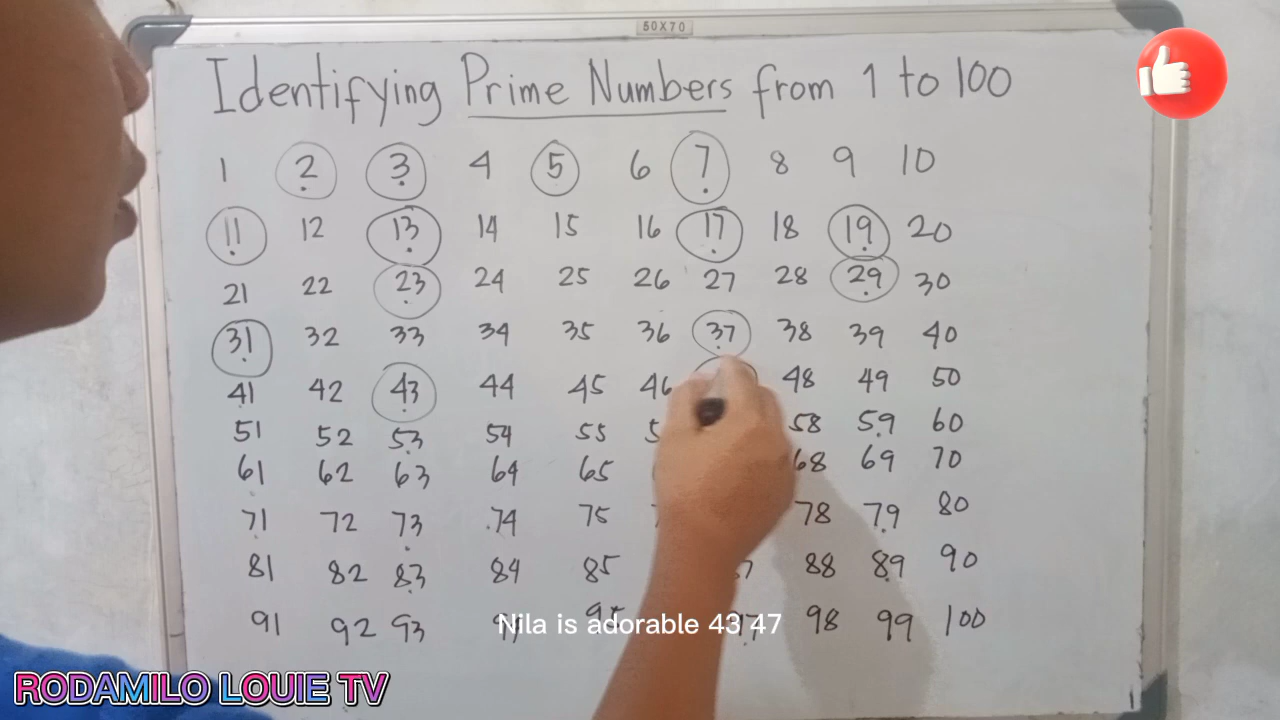 50X70
Identifying Prime Numbers from 1 to 100
1 2 3 4 5 6 7 8 9 10
11 12 13 14 15 16 17 18 19 20
21 22 23 24 25 26 27 28 29 30
31 32 33 34 35 36 37 38 39 40
41 42 43 44 45 46 48 49 50
51 52 53 54 55 58 59 60
61 62 63 64 65 68 69 70
71 72 73 74 75 78 79 80
81 82 83 84 85 88 89 90
91 92 93 95 97 98 99 100
Nila is adorable 43 47
RODAMILO LOUIE TV